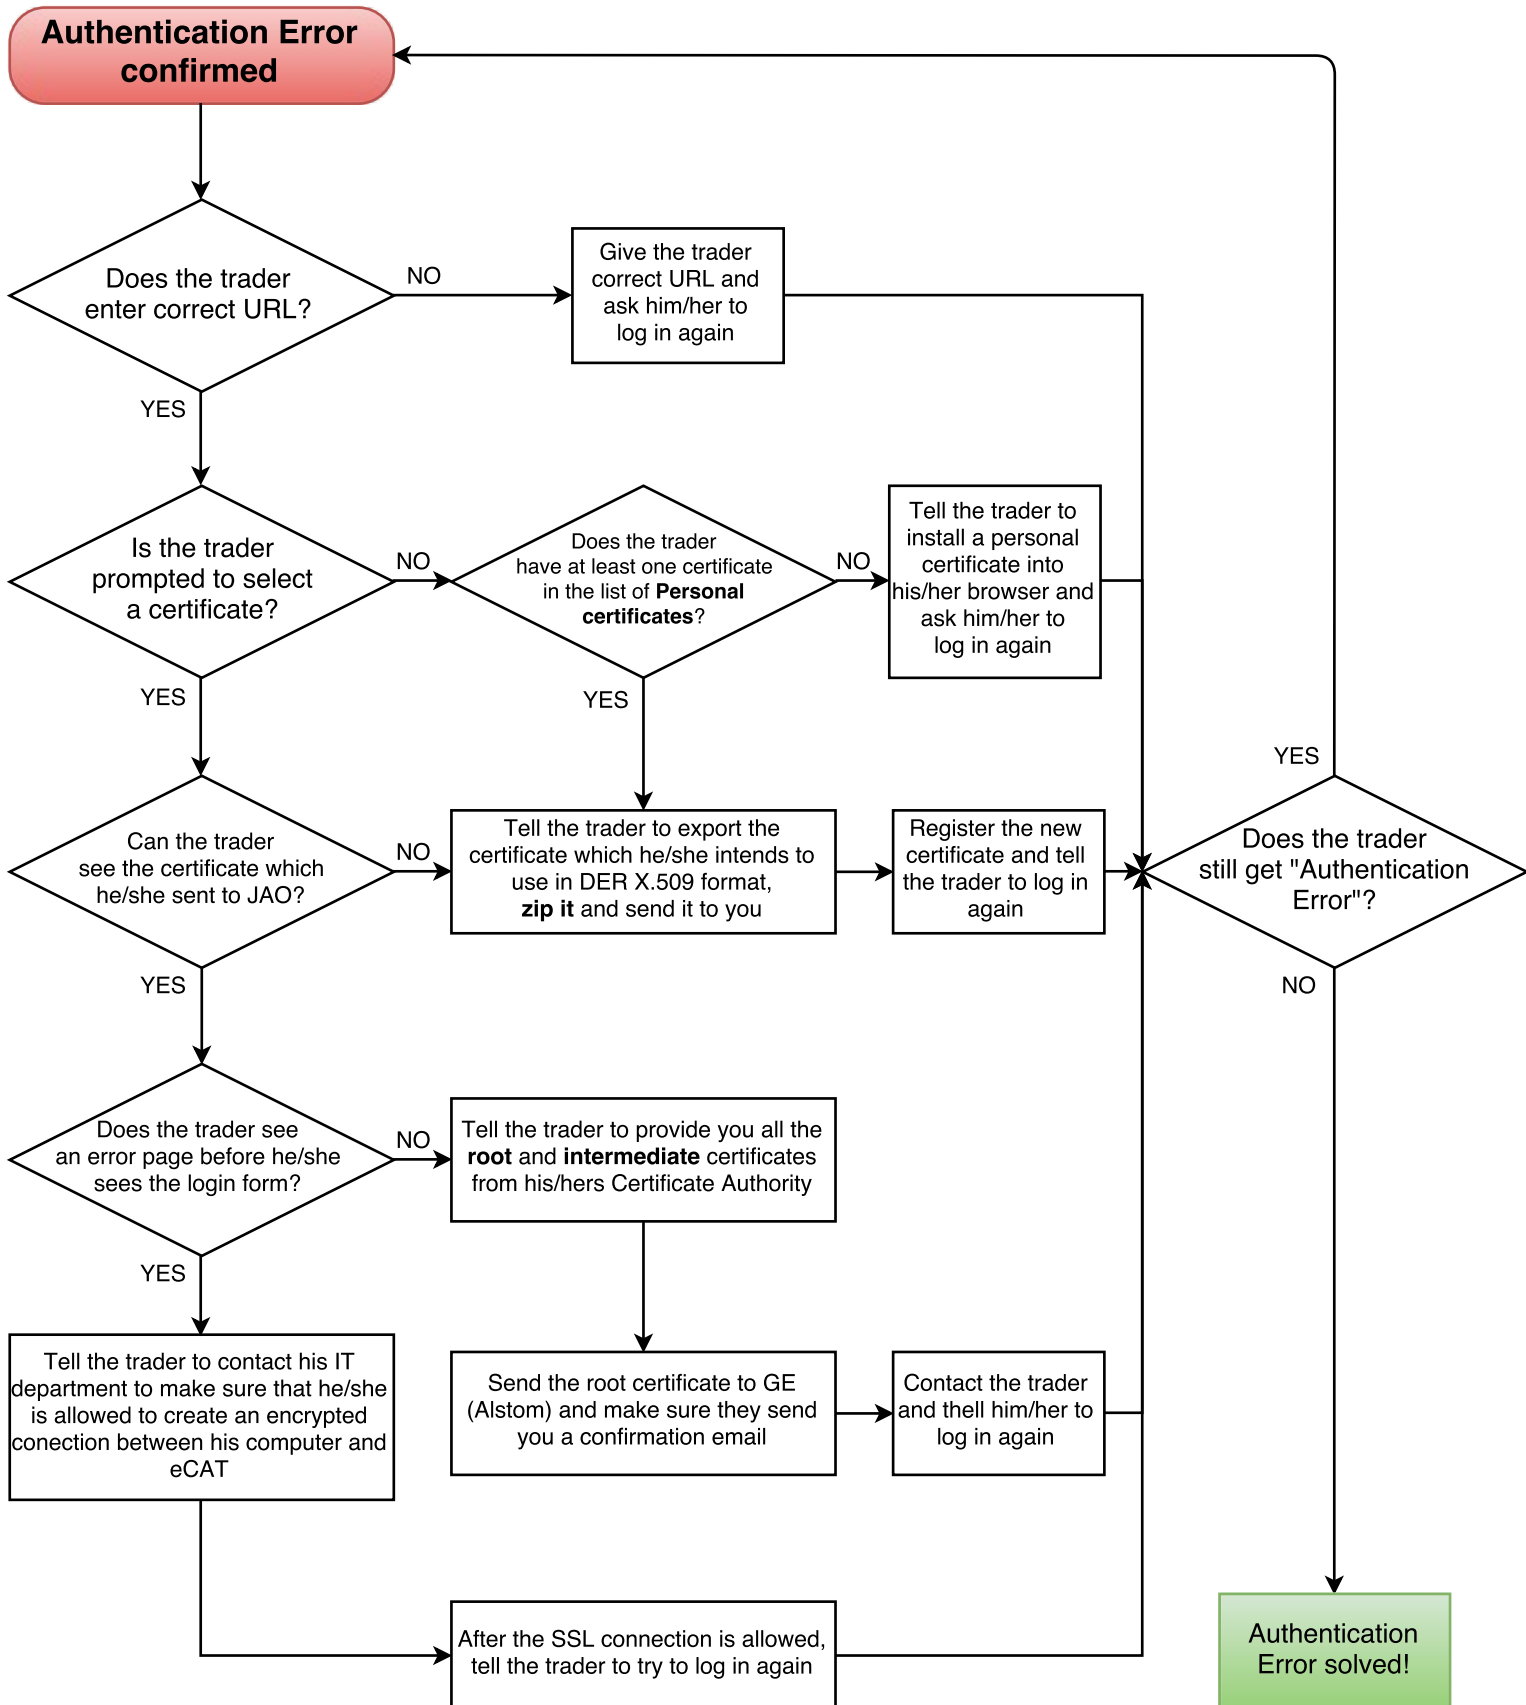 Authentication Error
confirmed
Does the trader
enter correct URL?
NO
Give the trader
correct URL and
ask him/her to
log in again
YES
Is the trader
prompted to select
a certificate?
NO
Does the trader
have at least one certificate
in the list of Personal
certificates?
NO
Tell the trader to
install a personal
certificate into
his/her browser and
ask him/her to
log in again
YES
YES
Can the trader
see the certificate which
he/she sent to JAO?
NO
Tell the trader to export the
certificate which he/she intends to
use in DER X.509 format,
zip it and send it to you
Register the new
certificate and tell
the trader to log in
again
YES
Does the trader
still get "Authentication
Error"?
NO
YES
Does the trader see
an error page before he/she
sees the login form?
NO
Tell the trader to provide you all the
root and intermediate certificates
from his/hers Certificate Authority
YES
Tell the trader to contact his IT
department to make sure that he/she
is allowed to create an encrypted
conection between his computer and
eCAT
Send the root certificate to GE
(Alstom) and make sure they send
you a confirmation email
Contact the trader
and thell him/her to
log in again
After the SSL connection is allowed,
tell the trader to try to log in again
Authentication
Error solved!